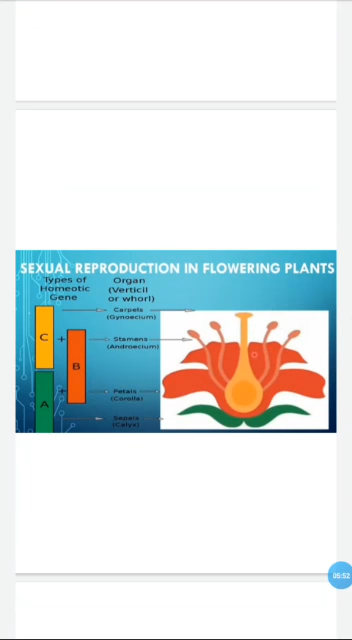 SEXUAL REPRODUCTION IN FLOWERING PLANTS
Types of
Homeotic
Gene
Organ
(Verticil
or whorl)
C
+
B
+
A
Carpels
(Gynoecium)
Stamens
(Androecium)
Petals
(Corolla)
Sepals
(Calyx)
05:52